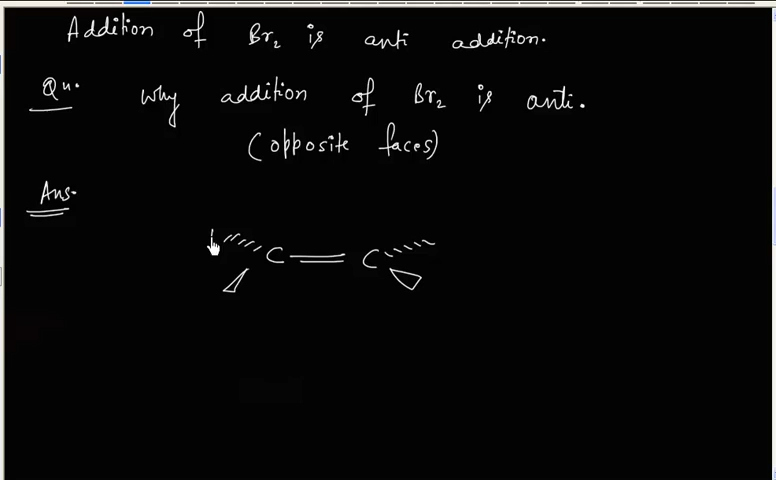 Addition of Br2 is anti addition.
Qu. Why addition of Br2 is anti.
(opposite faces)
Ans.
C = C